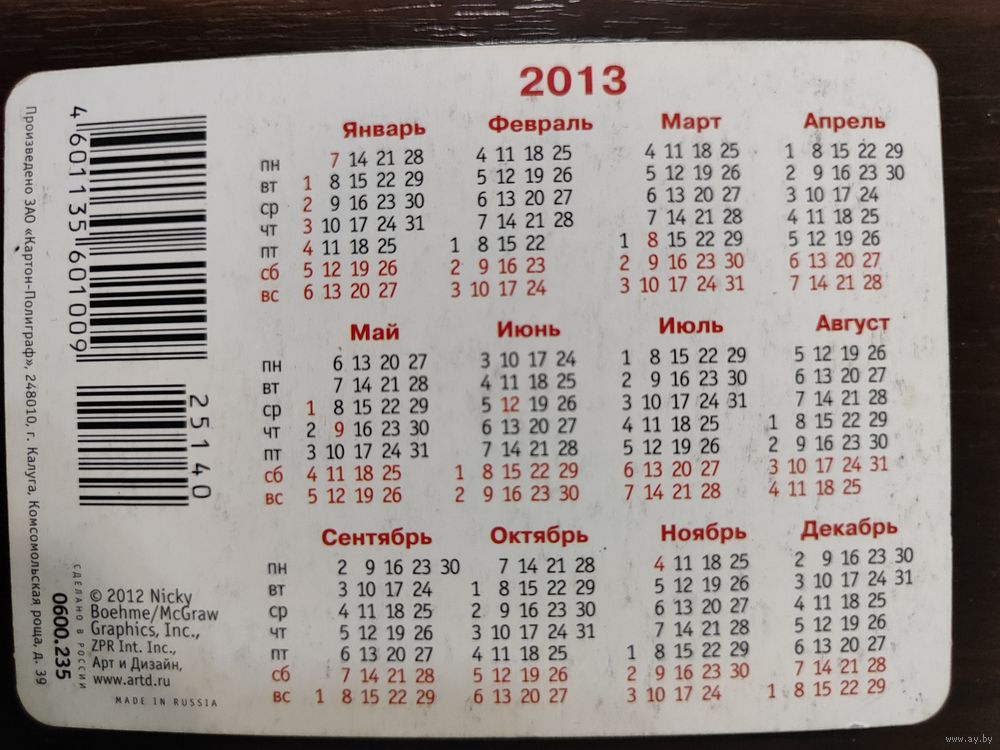 2013
Январь Февраль Март Апрель
пн 7 14 21 28 4 11 18 25 4 11 18 25 1 8 15 22 29
вт 1 8 15 22 29 5 12 19 26 5 12 19 26 2 9 16 23 30
ср 2 9 16 23 30 6 13 20 27 6 13 20 27 3 10 17 24
чт 3 10 17 24 31 7 14 21 28 7 14 21 28 4 11 18 25
пт 4 11 18 25 1 8 15 22 1 8 15 22 29 5 12 19 26
сб 5 12 19 26 2 9 16 23 2 9 16 23 30 6 13 20 27
вс 6 13 20 27 3 10 17 24 3 10 17 24 31 7 14 21 28
Май Июнь Июль Август
пн 6 13 20 27 3 10 17 24 1 8 15 22 29 5 12 19 26
вт 7 14 21 28 4 11 18 25 2 9 16 23 30 6 13 20 27
ср 1 8 15 22 29 5 12 19 26 3 10 17 24 31 7 14 21 28
чт 2 9 16 23 30 6 13 20 27 4 11 18 25 1 8 15 22 29
пт 3 10 17 24 31 7 14 21 28 5 12 19 26 2 9 16 23 30
сб 4 11 18 25 1 8 15 22 29 6 13 20 27 3 10 17 24 31
вс 5 12 19 26 2 9 16 23 30 7 14 21 28 4 11 18 25
Сентябрь Октябрь Ноябрь Декабрь
пн 2 9 16 23 30 7 14 21 28 4 11 18 25 2 9 16 23 30
вт 3 10 17 24 1 8 15 22 29 5 12 19 26 3 10 17 24 31
ср 4 11 18 25 2 9 16 23 30 6 13 20 27 4 11 18 25
чт 5 12 19 26 3 10 17 24 31 7 14 21 28 5 12 19 26
пт 6 13 20 27 4 11 18 25 1 8 15 22 29 6 13 20 27
сб 7 14 21 28 5 12 19 26 2 9 16 23 30 7 14 21 28
вс 1 8 15 22 29 6 13 20 27 3 10 17 24 1 8 15 22 29
4 601135 601009
25140
Произведено ЗАО «Картон-Полиграф», 248010, г. Калуга, Комсомольская роща, д. 39
СДЕЛАНО В РОССИИ
0600.235
© 2012 Nicky
Boehme/McGraw
Graphics, Inc.,
ZPR Int. Inc.,
Арт и Дизайн,
www.artd.ru
MADE IN RUSSIA
www.ay.by